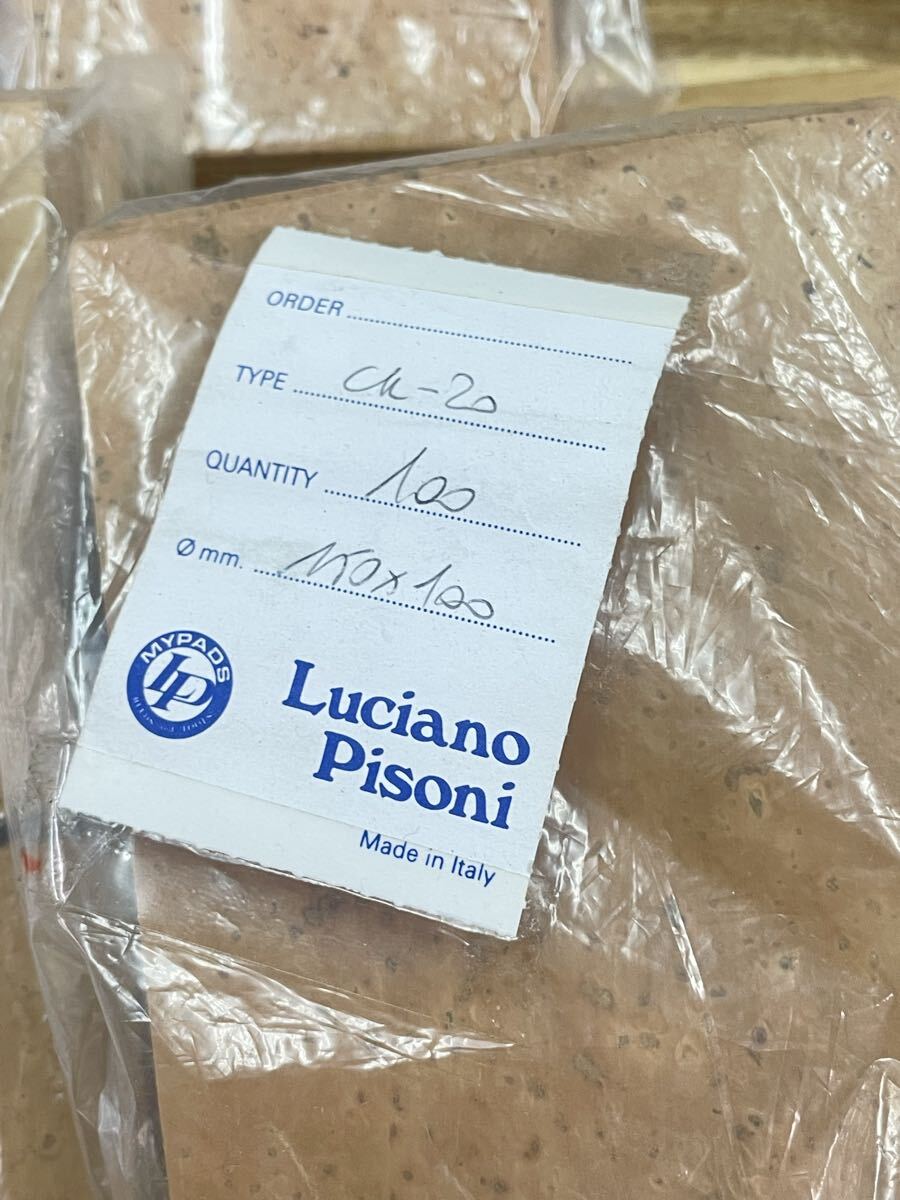 ORDER
TYPE CK-20
QUANTITY 100
Ø mm. 150x100
MYPADS
LP
Luciano
Pisoni
Made in Italy